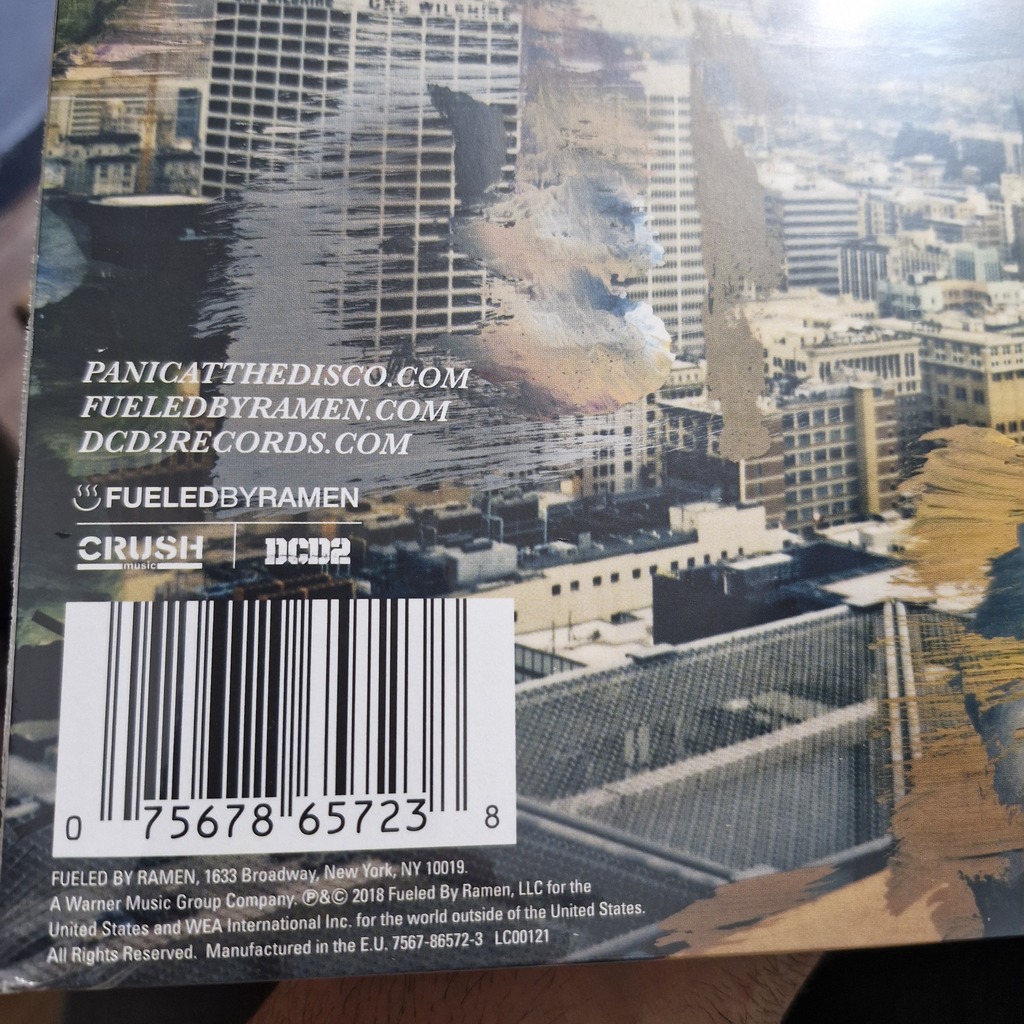 PANICATTHEDISCO.COM
FUELEDBYRAMEN.COM
DCD2RECORDS.COM
FUELEDBYRAMEN
CRUSH
music
DCD2
0 75678 65723 8
FUELED BY RAMEN, 1633 Broadway, New York, NY 10019.
A Warner Music Group Company. ℗&© 2018 Fueled By Ramen, LLC for the
United States and WEA International Inc. for the world outside of the United States.
All Rights Reserved. Manufactured in the E.U. 7567-86572-3 LC00121